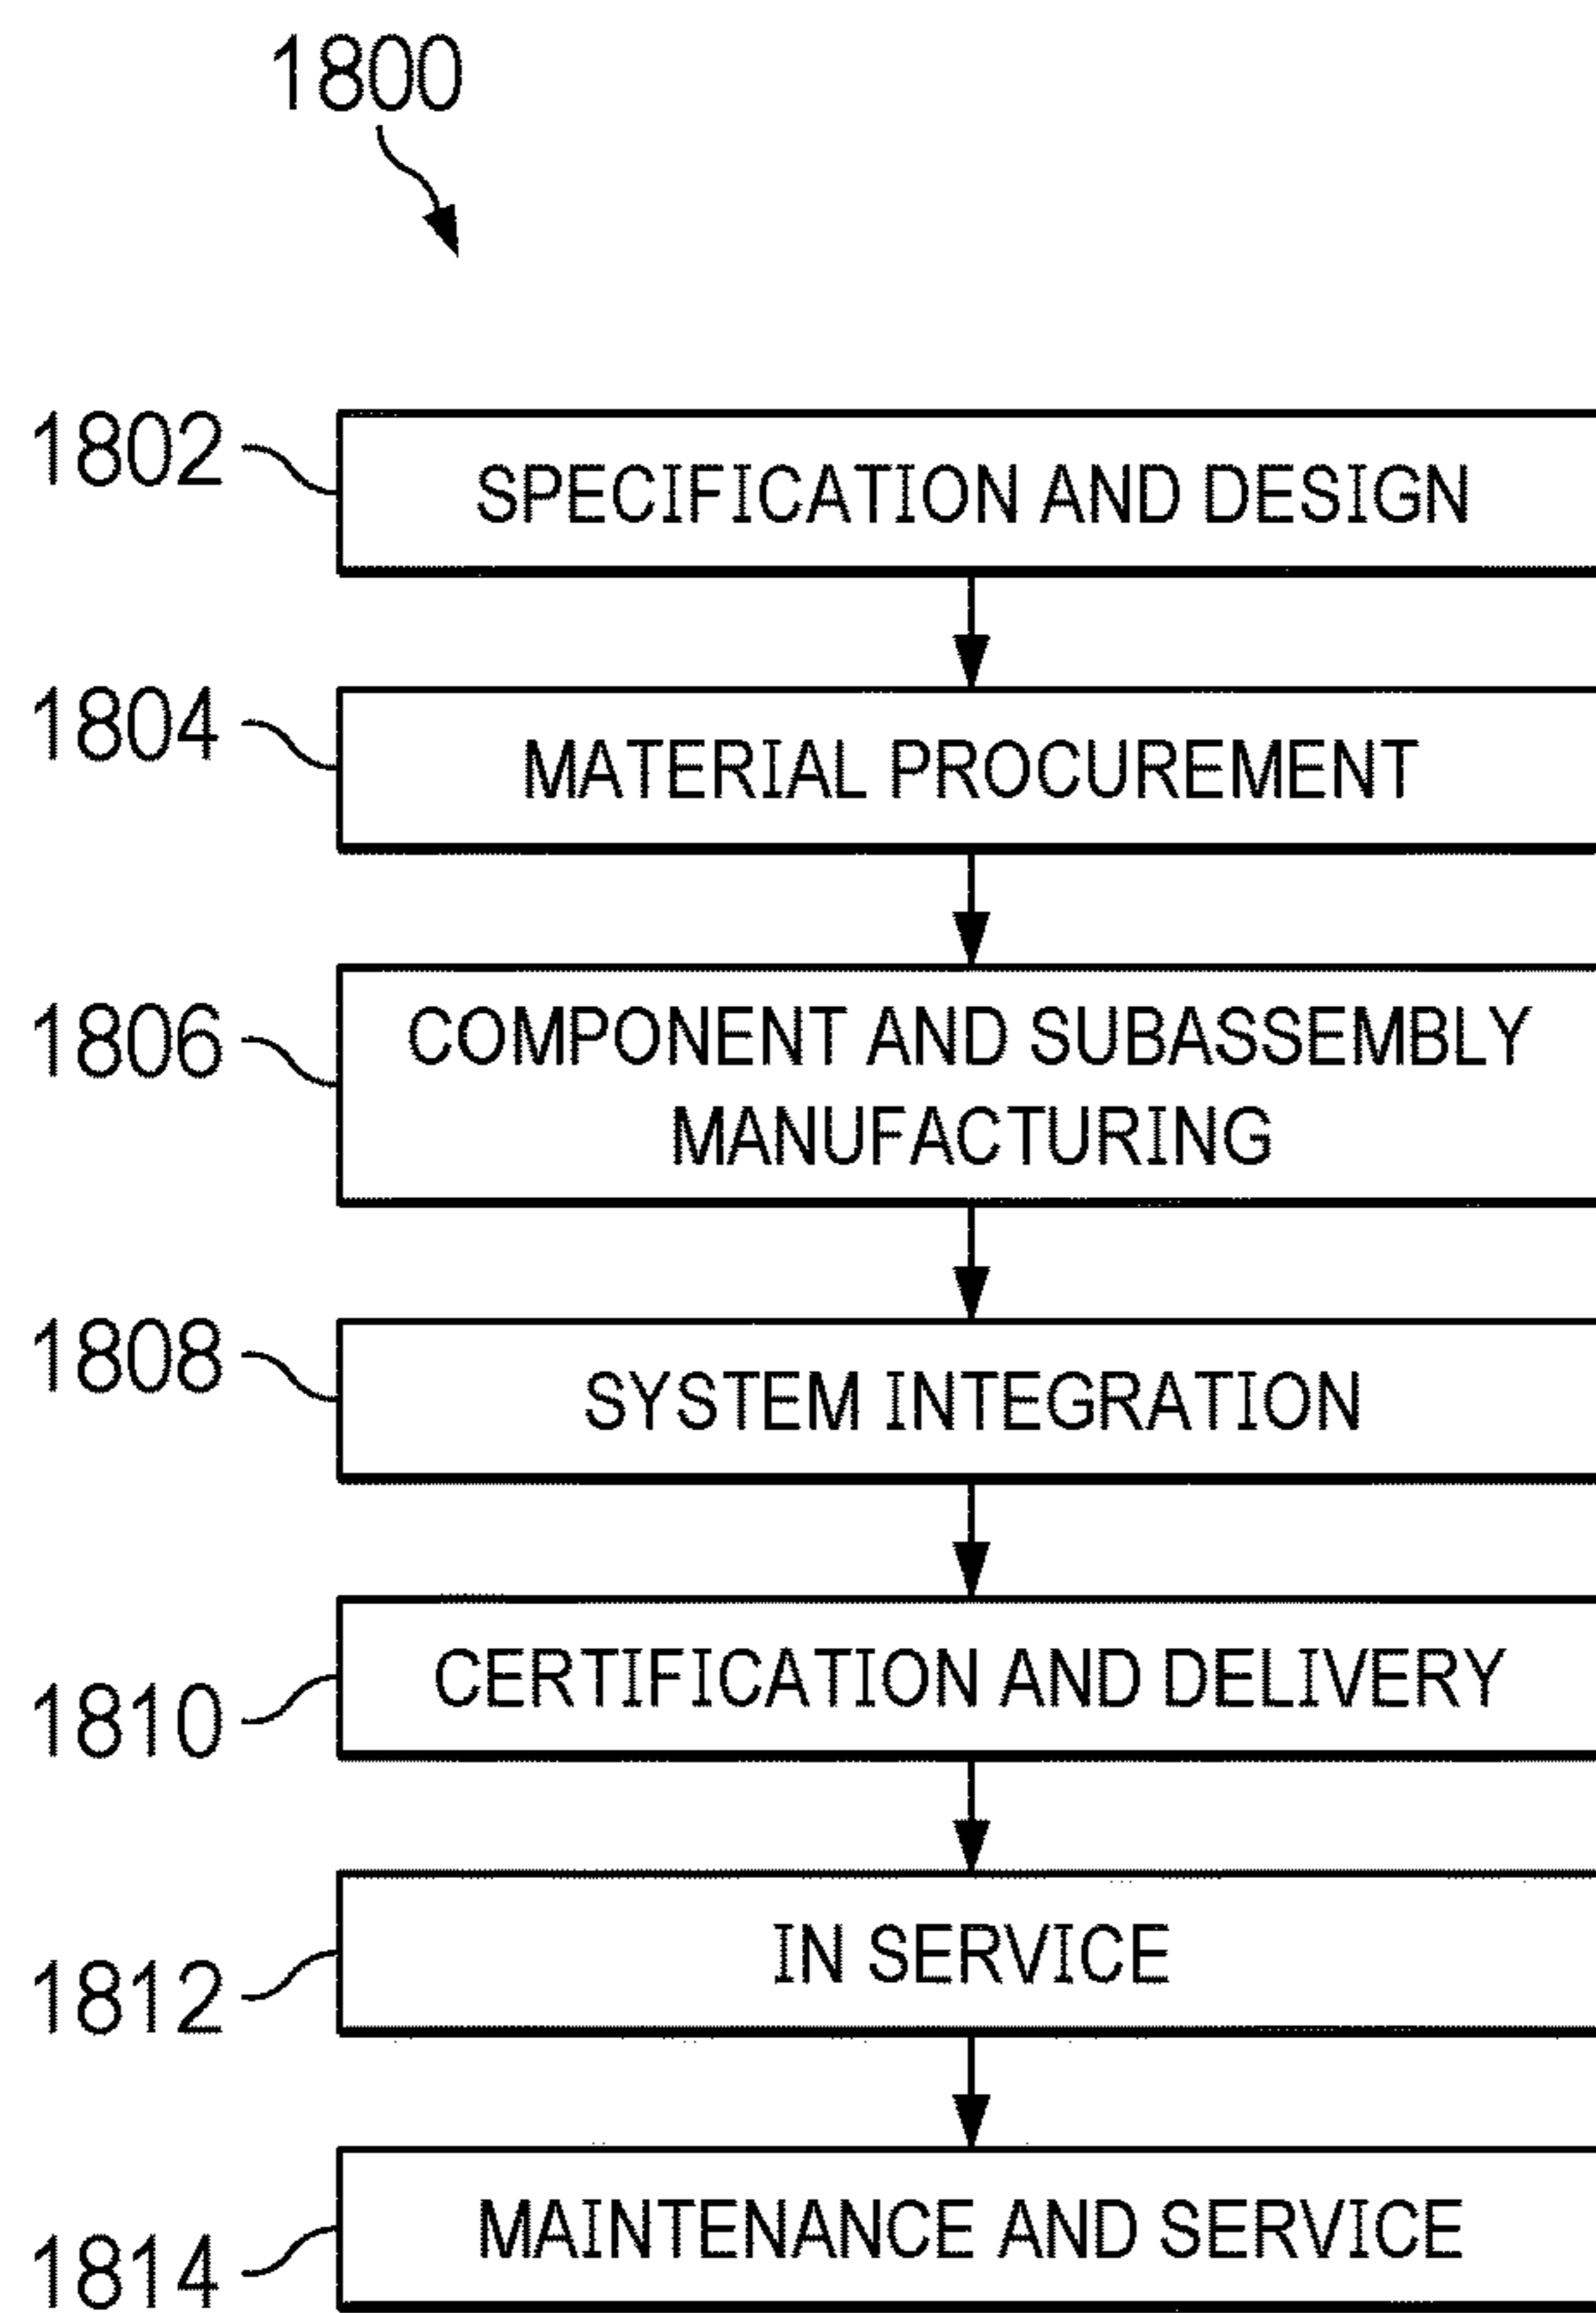 1800
1802
SPECIFICATION AND DESIGN
1804
MATERIAL PROCUREMENT
1806
COMPONENT AND SUBASSEMBLY
MANUFACTURING
1808
SYSTEM INTEGRATION
1810
CERTIFICATION AND DELIVERY
1812
IN SERVICE
1814
MAINTENANCE AND SERVICE